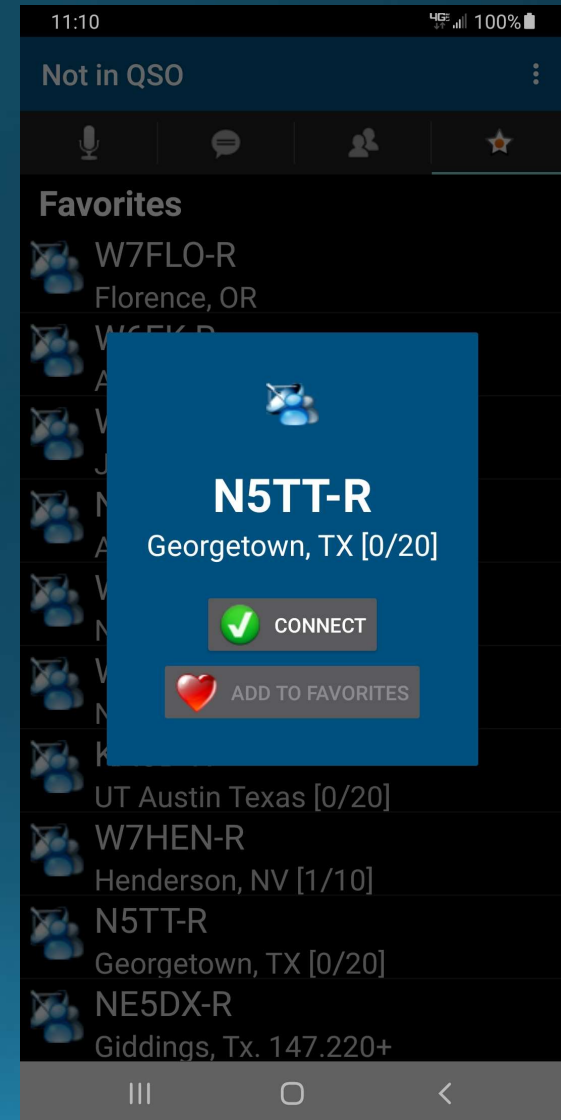 11:10 4GE 100%
Not in QSO
Favorites
W7FLO-R
Florence, OR
N5TT-R
Georgetown, TX [0/20]
CONNECT
ADD TO FAVORITES
UT Austin Texas [0/20]
W7HEN-R
Henderson, NV [1/10]
N5TT-R
Georgetown, TX [0/20]
NE5DX-R
Giddings, Tx. 147.220+